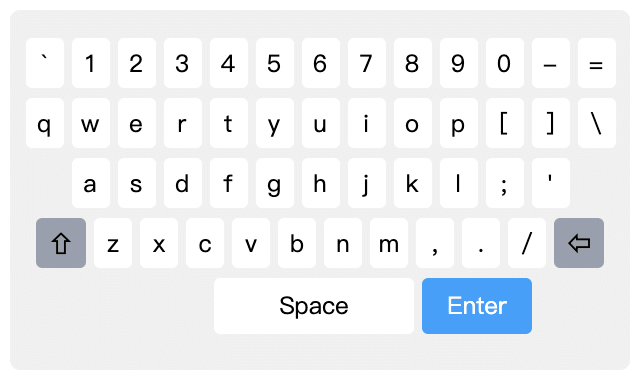 ` 1 2 3 4 5 6 7 8 9 0 – =
q w e r t y u i o p [ ] \
a s d f g h j k l ; '
⇧ z x c v b n m , . / ⇦
Space Enter